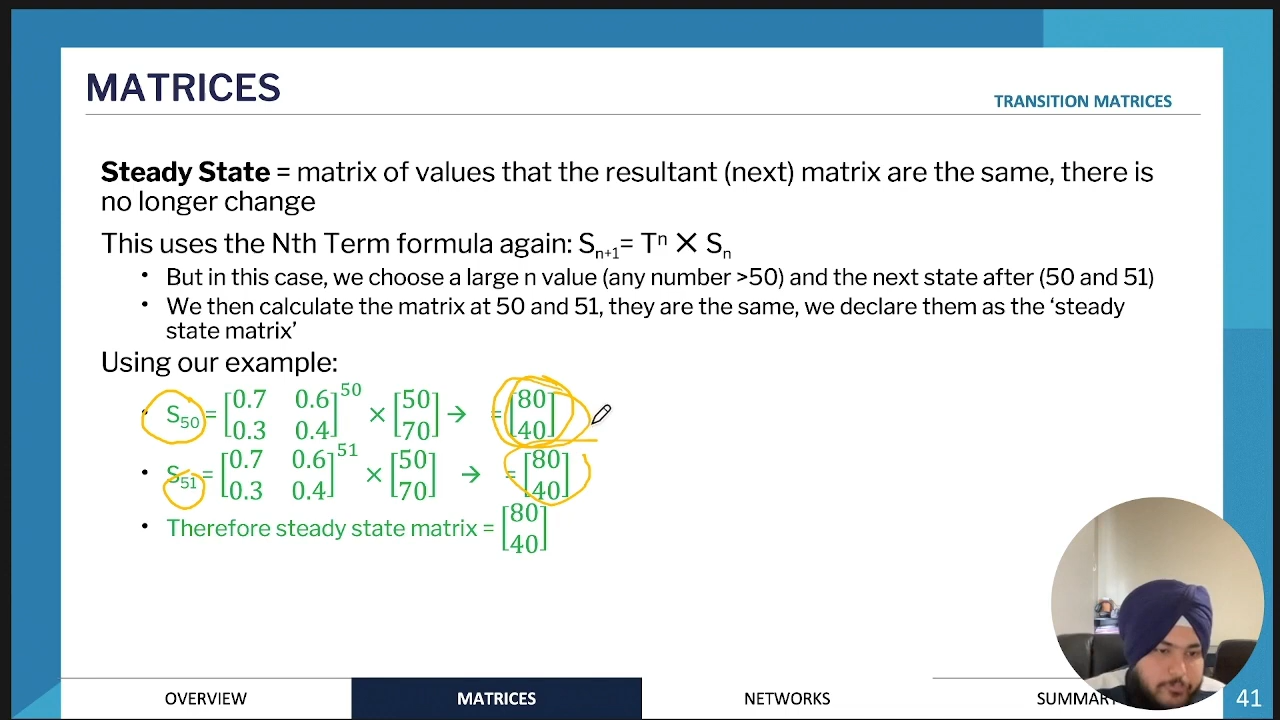 MATRICES
TRANSITION MATRICES
Steady State = matrix of values that the resultant (next) matrix are the same, there is
no longer change
This uses the Nth Term formula again: Sₙ₊₁= Tⁿ ✕ Sₙ
• But in this case, we choose a large n value (any number >50) and the next state after (50 and 51)
• We then calculate the matrix at 50 and 51, they are the same, we declare them as the ‘steady
state matrix’
Using our example:
• S₅₀ = [0.7 0.6; 0.3 0.4]⁵⁰ × [50; 70] → = [80; 40]
• S₅₁ = [0.7 0.6; 0.3 0.4]⁵¹ × [50; 70] → = [80; 40]
• Therefore steady state matrix = [80; 40]
OVERVIEW
MATRICES
NETWORKS
SUMMARY
41